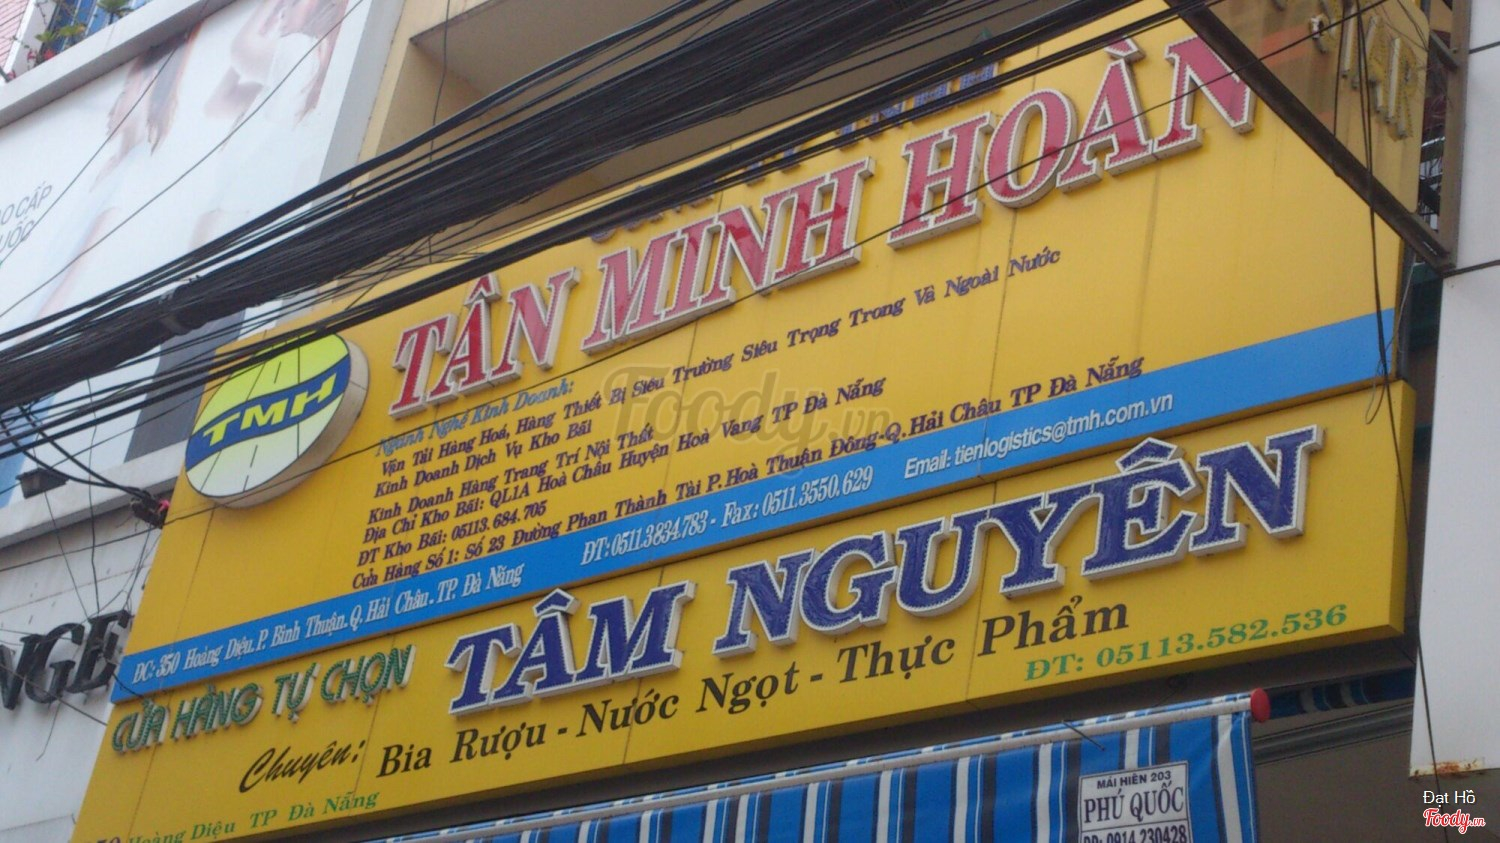 TMH
TÂN MINH HOÀN
Ngành Nghề Kinh Doanh:
Vận Tải Hàng Hoá, Hàng Thiết Bị Siêu Trường Siêu Trọng Trong Và Ngoài Nước
Kinh Doanh Dịch Vụ Kho Bãi
Kinh Doanh Hàng Trang Trí Nội Thất
Địa Chỉ Kho Bãi: QL1A Hoà Châu Huyện Hoà Vang TP Đà Nẵng
ĐT Kho Bãi: 05113.684.705
Cửa Hàng Số 1: Số 23 Đường Phan Thành Tài P.Hoà Thuận Đông-Q.Hải Châu TP Đà Nẵng
ĐC: 350 Hoàng Diệu.P. Bình Thuận.Q. Hải Châu.TP. Đà Nẵng ĐT: 0511.3834.783 - Fax: 0511.3550.629 Email: tienlogistics@tmh.com.vn
CỬA HÀNG TỰ CHỌN TÂM NGUYÊN
Chuyên: Bia Rượu - Nước Ngọt - Thực Phẩm
Hoàng Diệu TP Đà Nẵng
ĐT: 05113.582.536
MÁI HIÊN 203
PHÚ QUỐC
0914.230428
CẤP
Foody.vn
Đạt Hồ
Foody.vn